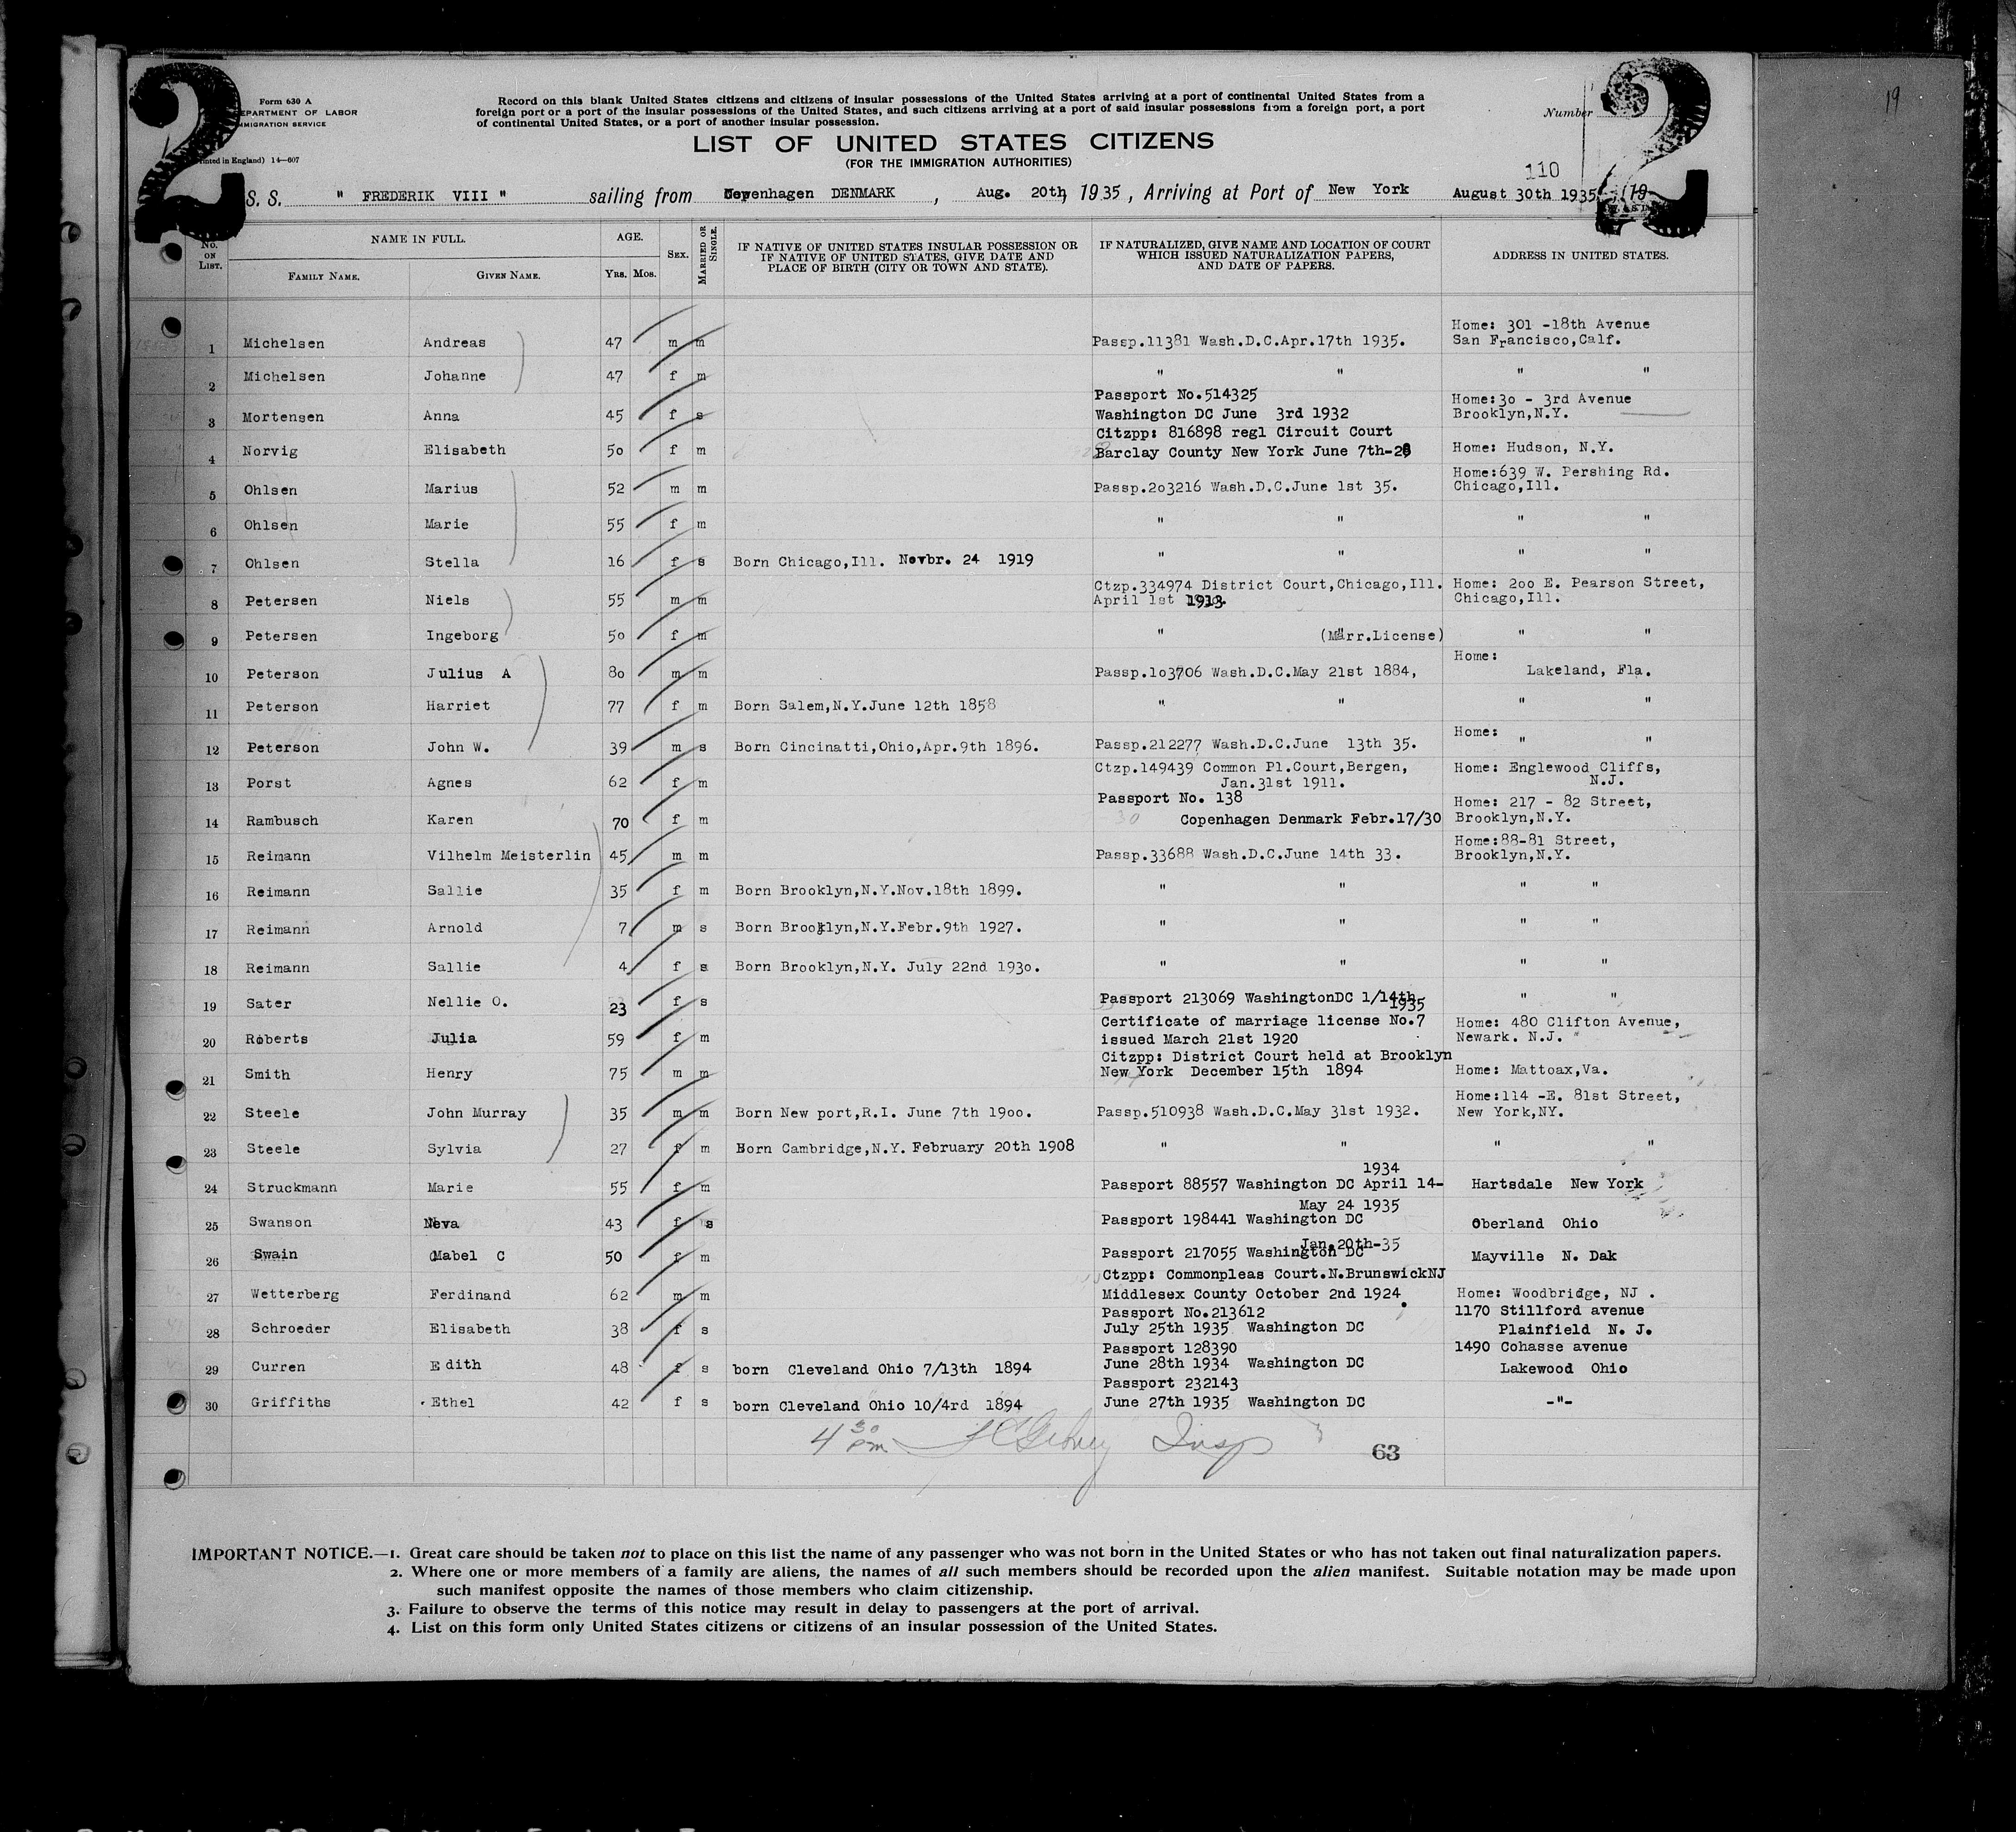 19
2
2
Form 630 A
DEPARTMENT OF LABOR
IMMIGRATION SERVICE
(Printed in England) 14—607
Record on this blank United States citizens and citizens of insular possessions of the United States arriving at a port of continental United States from a
foreign port or a port of the insular possessions of the United States, and such citizens arriving at a port of said insular possessions from a foreign port, a port
of continental United States, or a port of another insular possession.
Number
LIST OF UNITED STATES CITIZENS
(FOR THE IMMIGRATION AUTHORITIES)
110
S. S. " FREDERIK VIII " sailing from Copenhagen DENMARK , Aug. 20th, 1935, Arriving at Port of New York August 30th 1935 (19
No. ON LIST. NAME IN FULL. FAMILY NAME. GIVEN NAME. AGE. YRS. MOS. SEX. MARRIED OR SINGLE. IF NATIVE OF UNITED STATES INSULAR POSSESSION OR IF NATIVE OF UNITED STATES, GIVE DATE AND PLACE OF BIRTH (CITY OR TOWN AND STATE). IF NATURALIZED, GIVE NAME AND LOCATION OF COURT WHICH ISSUED NATURALIZATION PAPERS, AND DATE OF PAPERS. ADDRESS IN UNITED STATES.
Home: 301 -18th Avenue
1 Michelsen Andreas 47 m m Passp.11381 Wash.D.C.Apr.17th 1935. San Francisco,Calf.
2 Michelsen Johanne 47 f m " " " "
Passport No.514325 Home:3o - 3rd Avenue
3 Mortensen Anna 45 f s Washington DC June 3rd 1932 Brooklyn,N.Y.
Citzpp: 816898 regl Circuit Court
4 Norvig Elisabeth 5o f m Barclay County New York June 7th-28 Home: Hudson, N.Y.
Home:639 W. Pershing Rd.
5 Ohlsen Marius 52 m m Passp.2o3216 Wash.D.C.June 1st 35. Chicago,Ill.
6 Ohlsen Marie 55 f m " " " "
7 Ohlsen Stella 16 f s Born Chicago,Ill. Novbr. 24 1919 " " " "
Ctzp.334974 District Court,Chicago,Ill. Home: 2oo E. Pearson Street,
8 Petersen Niels 55 m m April 1st 1913. Chicago,Ill.
9 Petersen Ingeborg 5o f m " (Marr.License) " "
Home:
10 Peterson Julius A 8o m m Passp.1o3706 Wash.D.C.May 21st 1884, Lakeland, Fla.
11 Peterson Harriet 77 f m Born Salem,N.Y.June 12th 1858 " " " "
Home:
12 Peterson John W. 39 m s Born Cincinatti,Ohio,Apr.9th 1896. Passp.212277 Wash.D.C.June 13th 35. " "
Ctzp.149439 Common Pl.Court,Bergen, Home: Englewood Cliffs,
13 Porst Agnes 62 f m Jan.31st 1911. N.J.
Passport No. 138 Home: 217 - 82 Street,
14 Rambusch Karen 70 f m 30 Copenhagen Denmark Febr.17/30 Brooklyn,N.Y.
Home:88-81 Street,
15 Reimann Vilhelm Meisterlin 45 m m Passp.33688 Wash.D.C.June 14th 33. Brooklyn,N.Y.
16 Reimann Sallie 35 f m Born Brooklyn,N.Y.Nov.18th 1899. " " " "
17 Reimann Arnold 7 m s Born Brooklyn,N.Y.Febr.9th 1927. " " " "
18 Reimann Sallie 4 f s Born Brooklyn,N.Y. July 22nd 193o. " " " "
19 Sater Nellie O. 23 f s Passport 213069 WashingtonDC 1/14th 1935 " "
Certificate of marriage license No.7 Home: 480 Clifton Avenue,
20 Roberts Julia 59 f m issued March 21st 1920 Newark. N.J.
Citzpp: District Court held at Brooklyn
21 Smith Henry 75 m m New York December 15th 1894 Home: Mattoax,Va.
Home:114 -E. 81st Street,
22 Steele John Murray 35 m m Born New port,R.I. June 7th 19oo. Passp.510938 Wash.D.C.May 31st 1932. New York,NY.
23 Steele Sylvia 27 f m Born Cambridge,N.Y. February 20th 1908 " " " "
1934
24 Struckmann Marie 55 f m Passport 88557 Washington DC April 14- Hartsdale New York
May 24 1935
25 Swanson Neva 43 f s Passport 198441 Washington DC Oberland Ohio
Jan.20th-35
26 Swain Mabel C 50 f m Passport 217055 Washington DC Mayville N. Dak
Ctzpp: Commonpleas Court.N.BrunswickNJ
27 Wetterberg Ferdinand 62 m m Middlesex County October 2nd 1924 Home: Woodbridge, NJ .
Passport No.213612 1170 Stillford avenue
28 Schroeder Elisabeth 38 f s July 25th 1935 Washington DC Plainfield N. J.
Passport 128390 1490 Cohasse avenue
29 Curren Edith 48 f s born Cleveland Ohio 7/13th 1894 June 28th 1934 Washington DC Lakewood Ohio
Passport 232143
30 Griffiths Ethel 42 f s born Cleveland Ohio 10/4rd 1894 June 27th 1935 Washington DC -"-
4 30 pm Insp
63
IMPORTANT NOTICE.—1. Great care should be taken not to place on this list the name of any passenger who was not born in the United States or who has not taken out final naturalization papers.
2. Where one or more members of a family are aliens, the names of all such members should be recorded upon the alien manifest. Suitable notation may be made upon
such manifest opposite the names of those members who claim citizenship.
3. Failure to observe the terms of this notice may result in delay to passengers at the port of arrival.
4. List on this form only United States citizens or citizens of an insular possession of the United States.